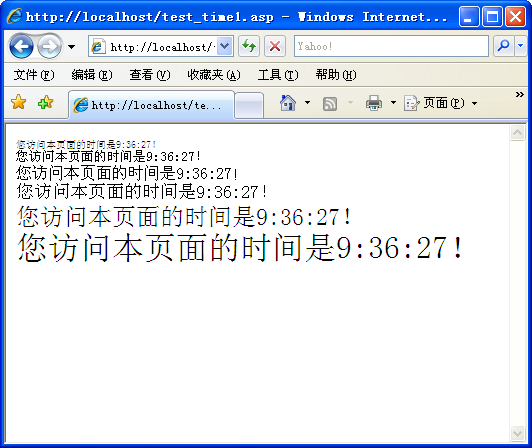 http://localhost/test_time1.asp - Windows Internet...
http://localhost/
Yahoo!
文件(F) 编辑(E) 查看(V) 收藏夹(A) 工具(T) 帮助(H)
http://localhost/te... 页面(P)
您访问本页面的时间是9:36:27!
您访问本页面的时间是9:36:27!
您访问本页面的时间是9:36:27!
您访问本页面的时间是9:36:27!
您访问本页面的时间是9:36:27!
您访问本页面的时间是9:36:27!